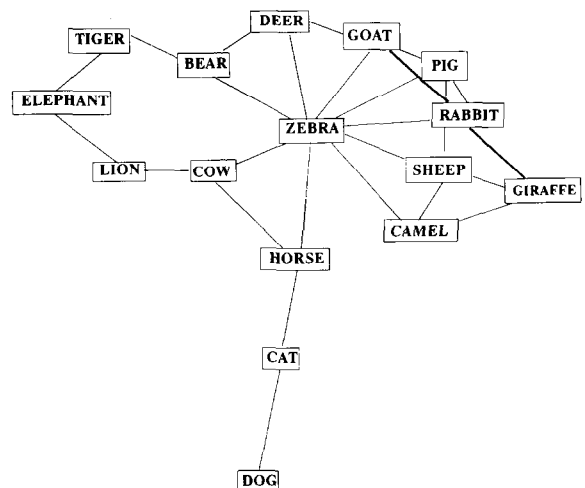 DEER
GOAT
TIGER
BEAR
PIG
ELEPHANT
RABBIT
ZEBRA
LION
COW
SHEEP
GIRAFFE
CAMEL
HORSE
CAT
DOG